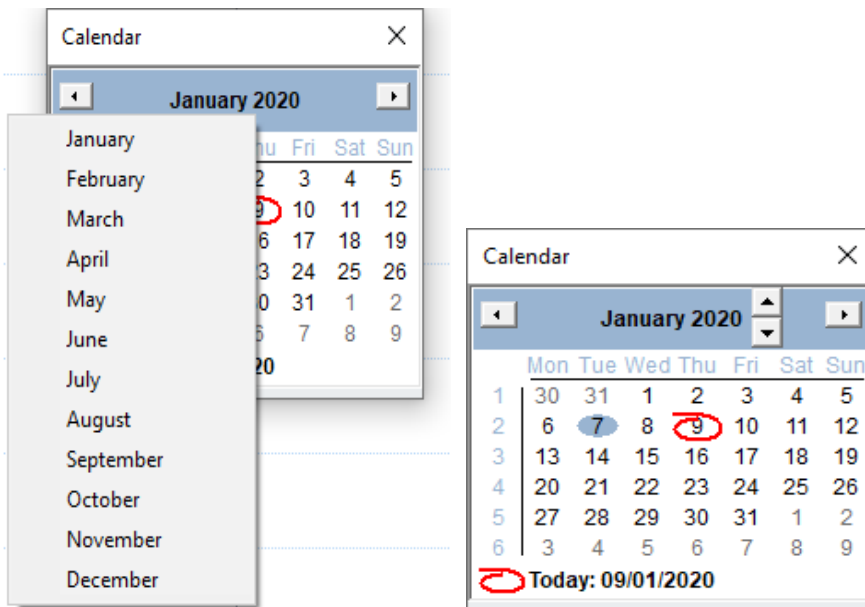 Calendar
January 2020
January
February
March
April
May
June
July
August
September
October
November
December
Fri Sat Sun
2 3 4 5
9 10 11 12
17 18 19
24 25 26
31 1 2
7 8 9
Calendar
January 2020
Mon Tue Wed Thu Fri Sat Sun
1 30 31 1 2 3 4 5
2 6 7 8 9 10 11 12
3 13 14 15 16 17 18 19
4 20 21 22 23 24 25 26
5 27 28 29 30 31 1 2
6 3 4 5 6 7 8 9
Today: 09/01/2020